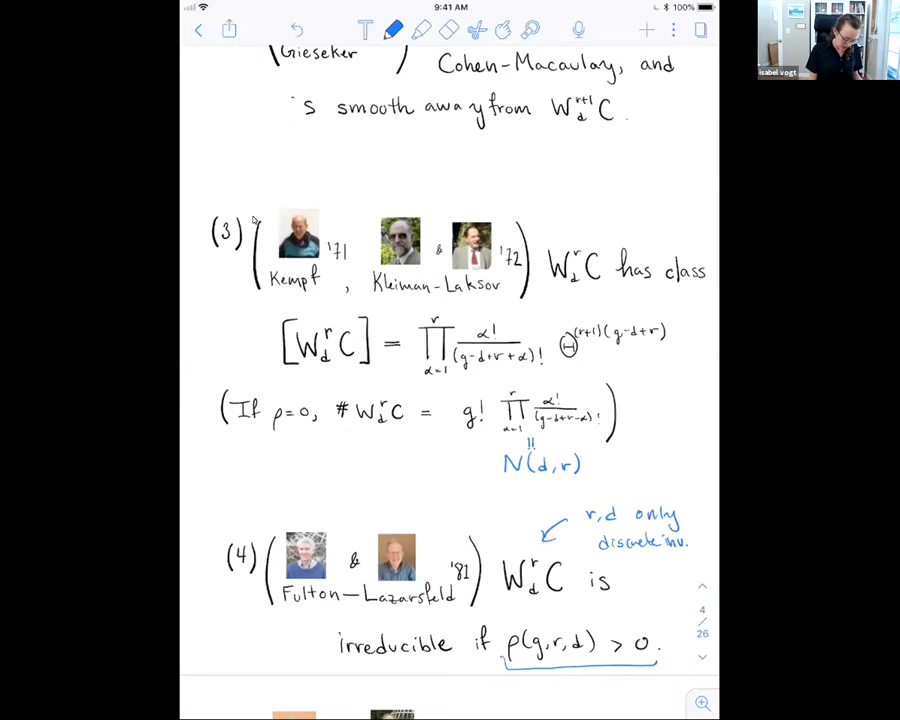 9:41 AM
100%
isabel vogt
(Gieseker) Cohen-Macaulay, and
is smooth away from W^{r+1}_d C.
(3) (Kempf '71, Kleiman-Laksov & '72) W^r_d C has class
[W^r_d C] = ∏_{α=1}^{r} α!/(g-d+r+α)! Θ^{(r+1)(g-d+r)}
(If ρ=0, # W^r_d C = g! ∏_{α=1}^{r} α!/(g-d+r-α)!)
||
N(d,r)
r,d only
discrete inv.
(4) (Fulton-Lazarsfeld & '81) W^r_d C is
irreducible if ρ(g,r,d) > 0.
4
/
26